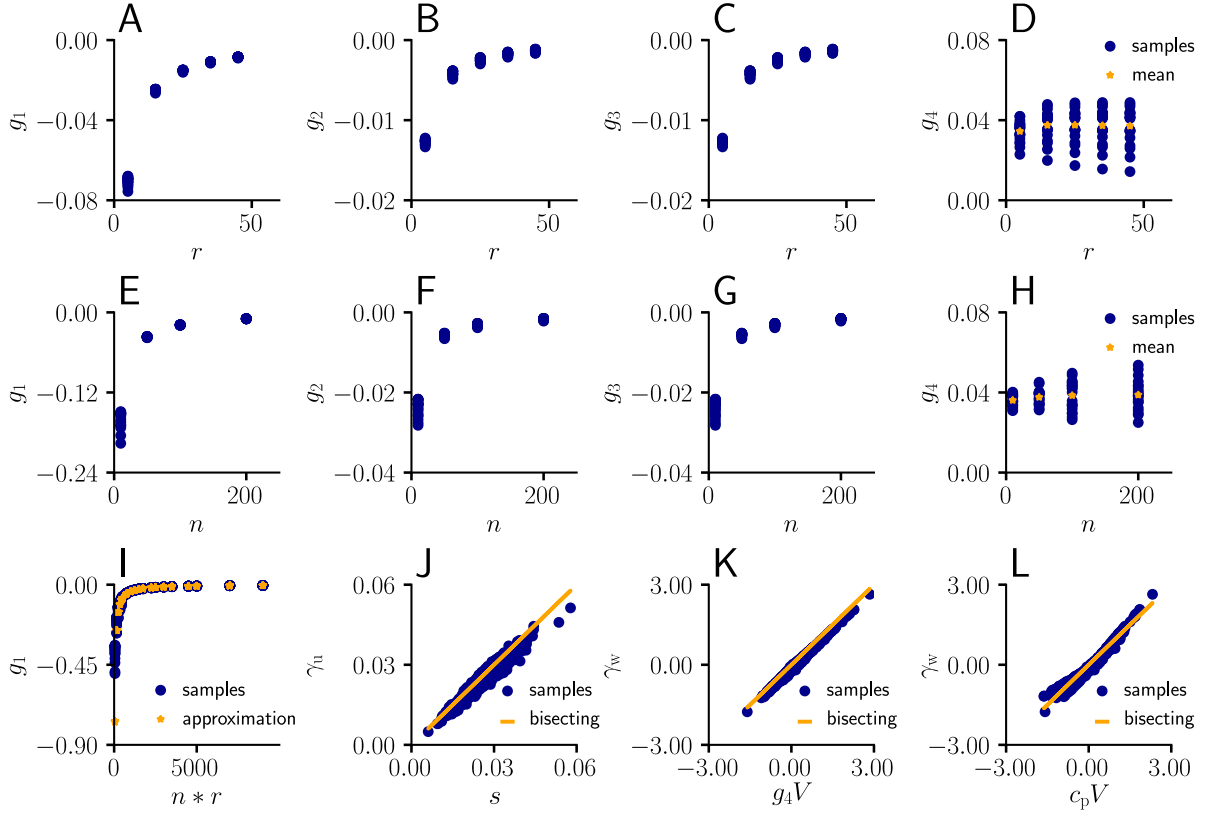 A B C D
0.00 0.00 0.00 0.08
samples
mean
g₁ −0.04 g₂ −0.01 g₃ −0.01 g₄ 0.04
−0.08 −0.02 −0.02 0.00
0 50 0 50 0 50 0 50
r r r r
E F G H
0.00 0.00 0.00 0.08
samples
mean
g₁ −0.12 g₂ −0.02 g₃ −0.02 g₄ 0.04
−0.24 −0.04 −0.04 0.00
0 200 0 200 0 200 0 200
n n n n
I J K L
0.00 0.06 3.00 3.00
g₁ −0.45 γᵤ 0.03 γ_w 0.00 γ_w 0.00
samples samples samples samples
approximation bisecting bisecting bisecting
−0.90 0.00 −3.00 −3.00
0 5000 0.00 0.03 0.06 −3.00 0.00 3.00 −3.00 0.00 3.00
n ∗ r s g₄V cₚV